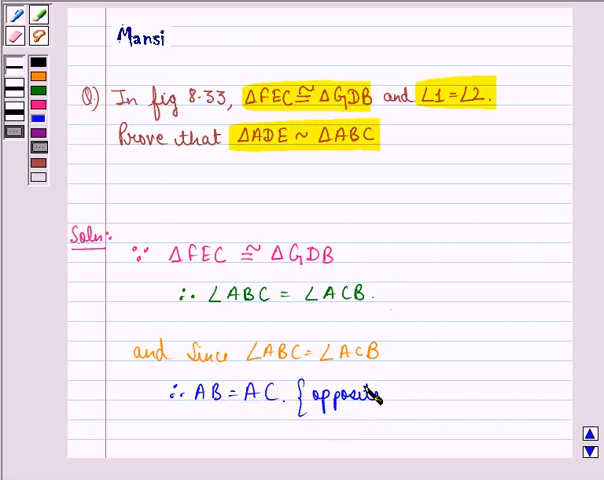 Mansi
Q) In fig 8.33, ΔFEC ≅ ΔGDB and ∠1=∠2.
Prove that ΔADE ~ ΔABC
Soln:
∵ ΔFEC ≅ ΔGDB
∴ ∠ABC = ∠ACB.
and since ∠ABC = ∠ACB
∴ AB = AC. {opposit